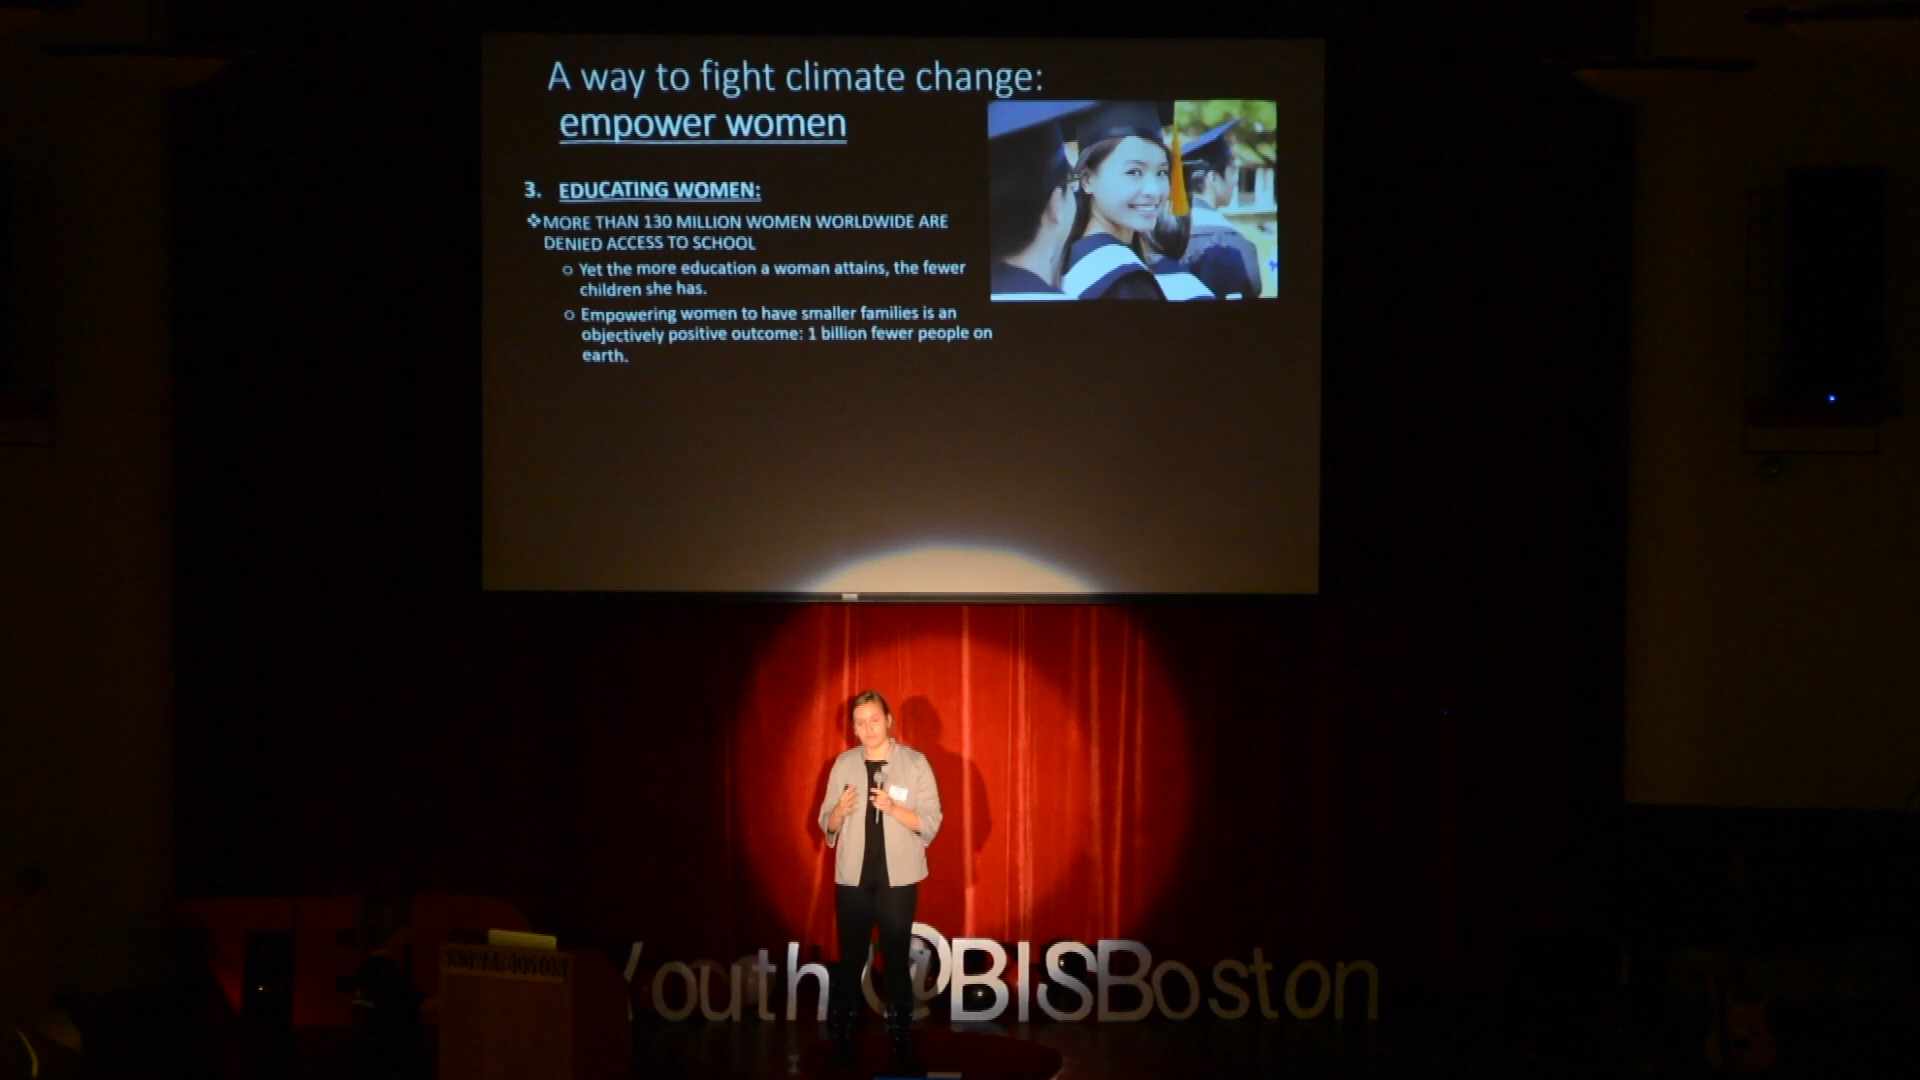 A way to fight climate change:
empower women
3. EDUCATING WOMEN:
❖MORE THAN 130 MILLION WOMEN WORLDWIDE ARE
DENIED ACCESS TO SCHOOL
o Yet the more education a woman attains, the fewer
children she has.
o Empowering women to have smaller families is an
objectively positive outcome: 1 billion fewer people on
earth.
TED
Youth @BISBoston